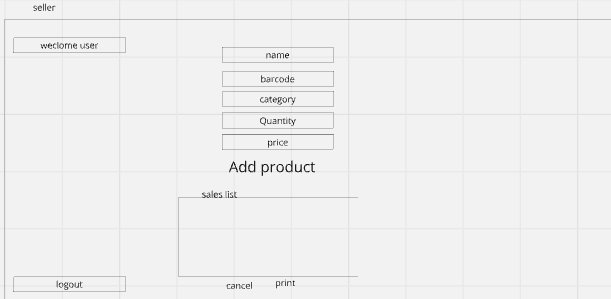 seller
weclome user
name
barcode
category
Quantity
price
Add product
sales list
cancel
print
logout